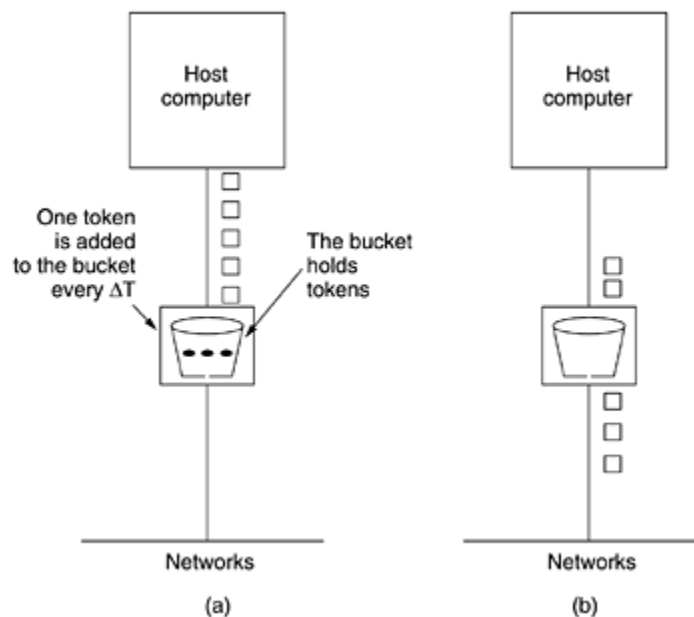 Host
computer
Host
computer
One token
is added
to the bucket
every ΔT
The bucket
holds
tokens
Networks
Networks
(a)
(b)